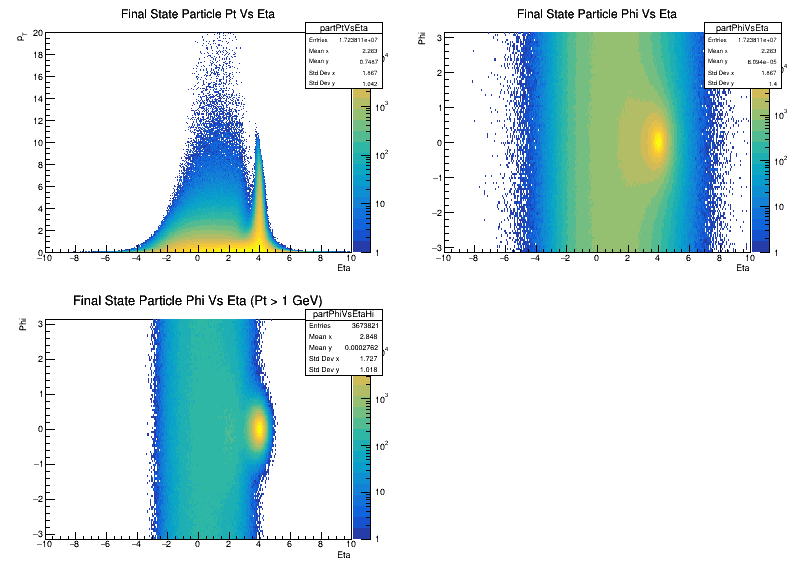 Final State Particle Pt Vs Eta
partPtVsEta
Entries 1.723811e+07
Mean x 2.263
Mean y 0.7487
Std Dev x 1.867
Std Dev y 1.042
P_T
20
18
16
14
12
10
8
6
4
2
0
−10 −8 −6 −4 −2 0 2 4 6 8 10
Eta
10^3
10^2
10
1
Final State Particle Phi Vs Eta
partPhiVsEta
Entries 1.723811e+07
Mean x 2.263
Mean y 6.094e−05
Std Dev x 1.867
Std Dev y 1.4
Phi
3
2
1
0
−1
−2
−3
−10 −8 −6 −4 −2 0 2 4 6 8 10
Eta
10^3
10^2
10
1
Final State Particle Phi Vs Eta (Pt > 1 GeV)
partPhiVsEtaHi
Entries 3673821
Mean x 2.848
Mean y 0.0002762
Std Dev x 1.727
Std Dev y 1.018
Phi
3
2
1
0
−1
−2
−3
−10 −8 −6 −4 −2 0 2 4 6 8 10
Eta
10^3
10^2
10
1